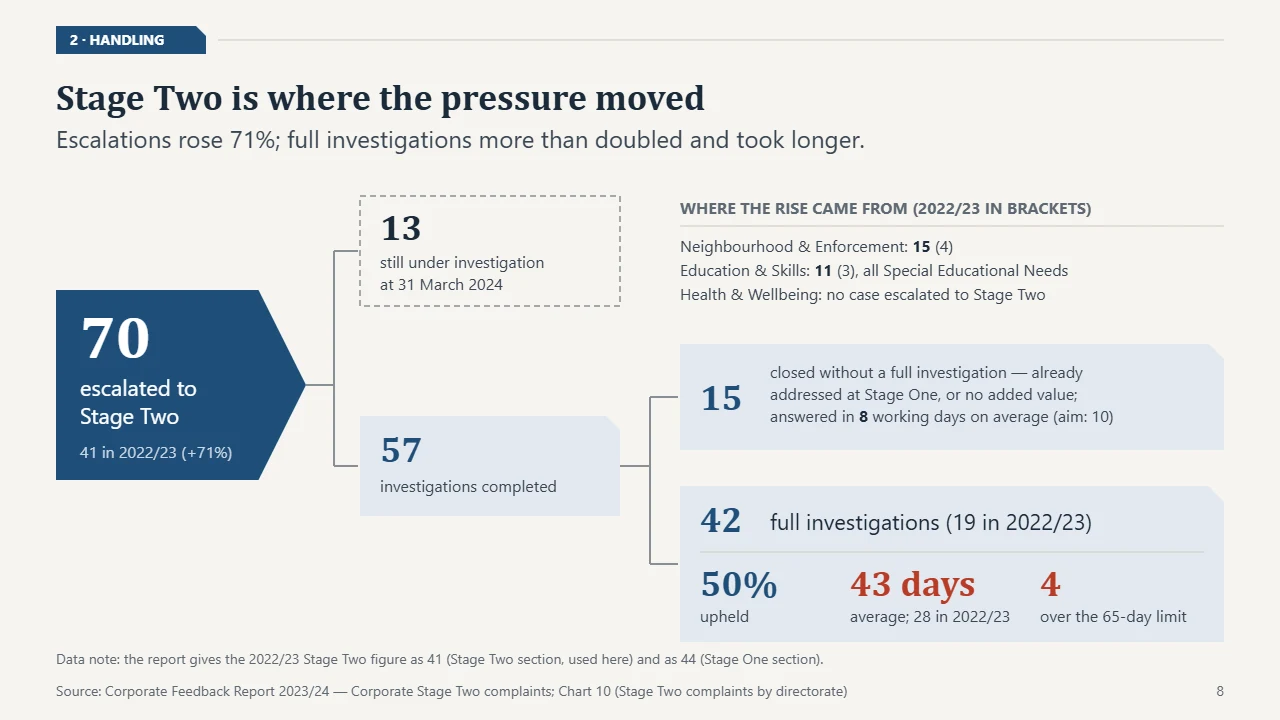 2 · HANDLING
Stage Two is where the pressure moved
Escalations rose 71%; full investigations more than doubled and took longer.
70
escalated to
Stage Two
41 in 2022/23 (+71%)
13
still under investigation
at 31 March 2024
57
investigations completed
WHERE THE RISE CAME FROM (2022/23 IN BRACKETS)
Neighbourhood & Enforcement: 15 (4)
Education & Skills: 11 (3), all Special Educational Needs
Health & Wellbeing: no case escalated to Stage Two
15
closed without a full investigation — already
addressed at Stage One, or no added value;
answered in 8 working days on average (aim: 10)
42
full investigations (19 in 2022/23)
50%
upheld
43 days
average; 28 in 2022/23
4
over the 65-day limit
Data note: the report gives the 2022/23 Stage Two figure as 41 (Stage Two section, used here) and as 44 (Stage One section).
Source: Corporate Feedback Report 2023/24 — Corporate Stage Two complaints; Chart 10 (Stage Two complaints by directorate)
8